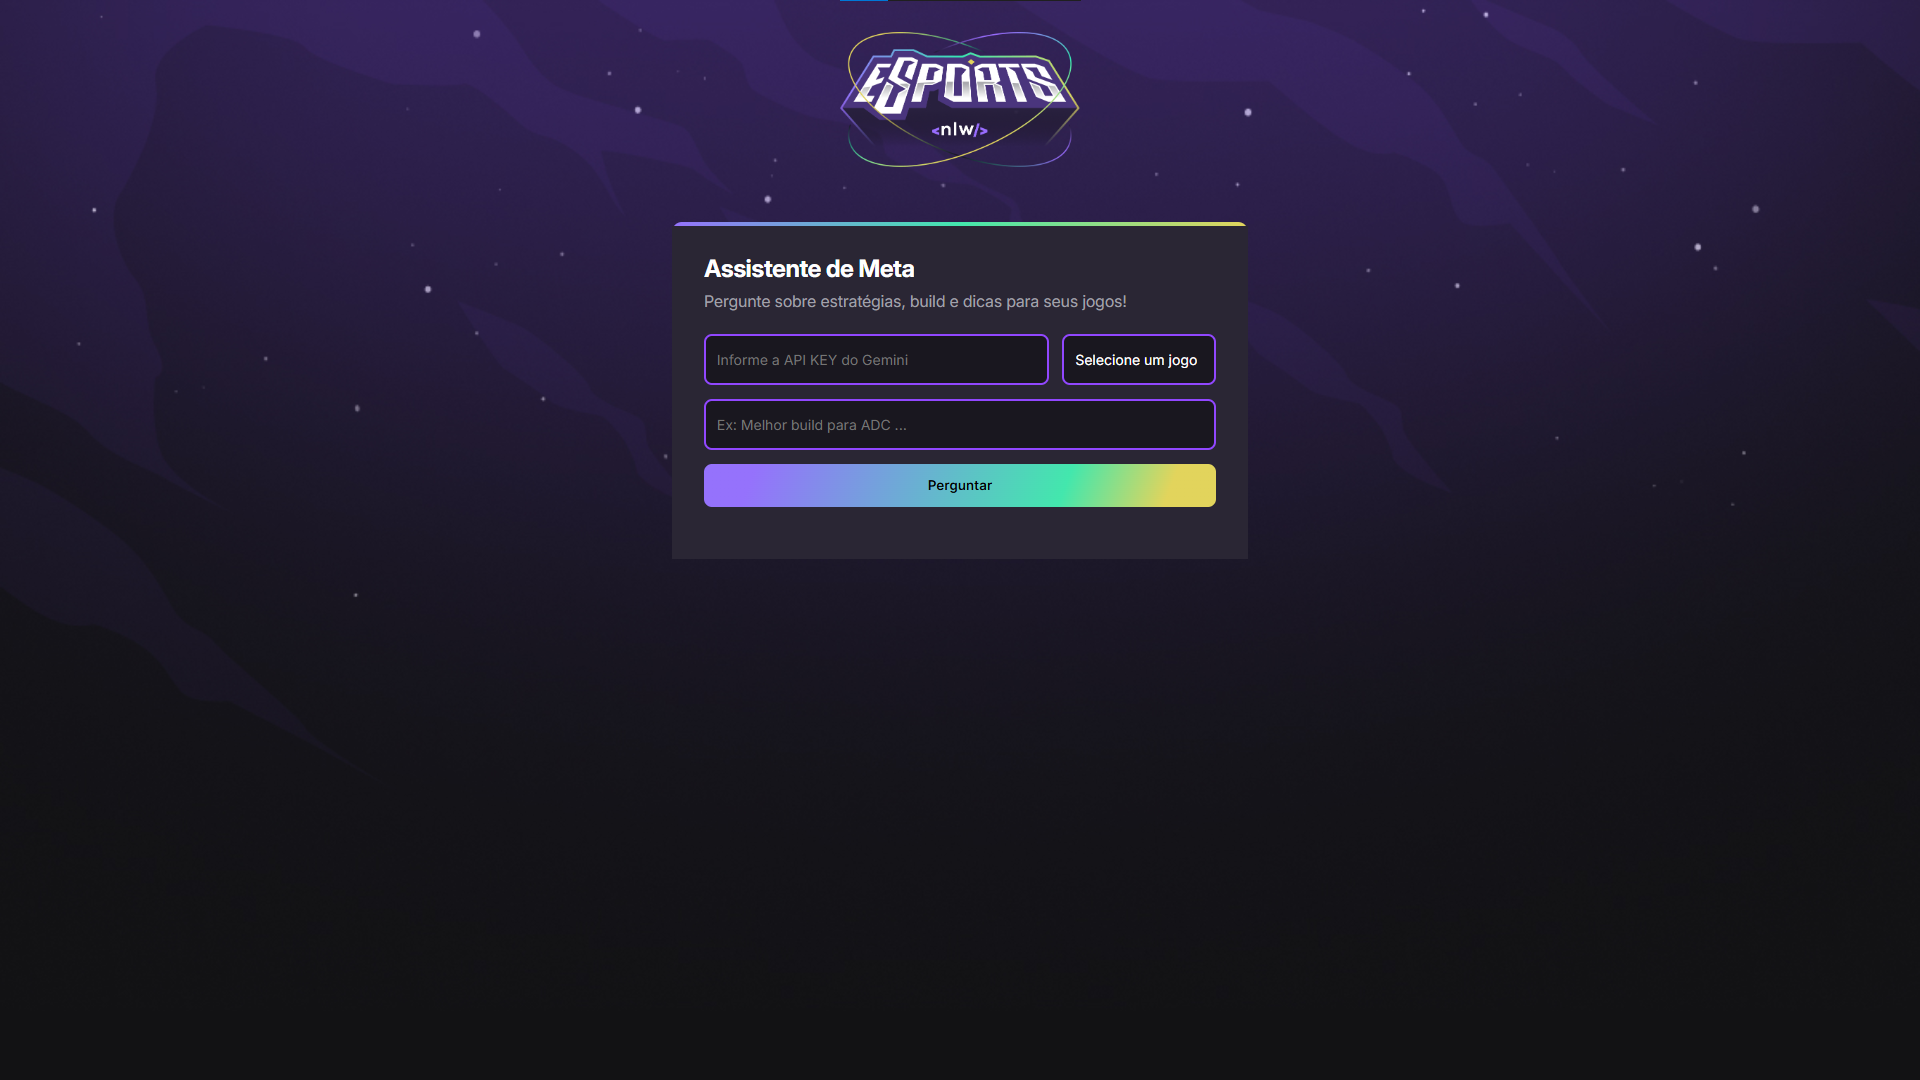 ESPORTS
<nlw/>
Assistente de Meta
Pergunte sobre estratégias, build e dicas para seus jogos!
Informe a API KEY do Gemini
Selecione um jogo
Ex: Melhor build para ADC ...
Perguntar